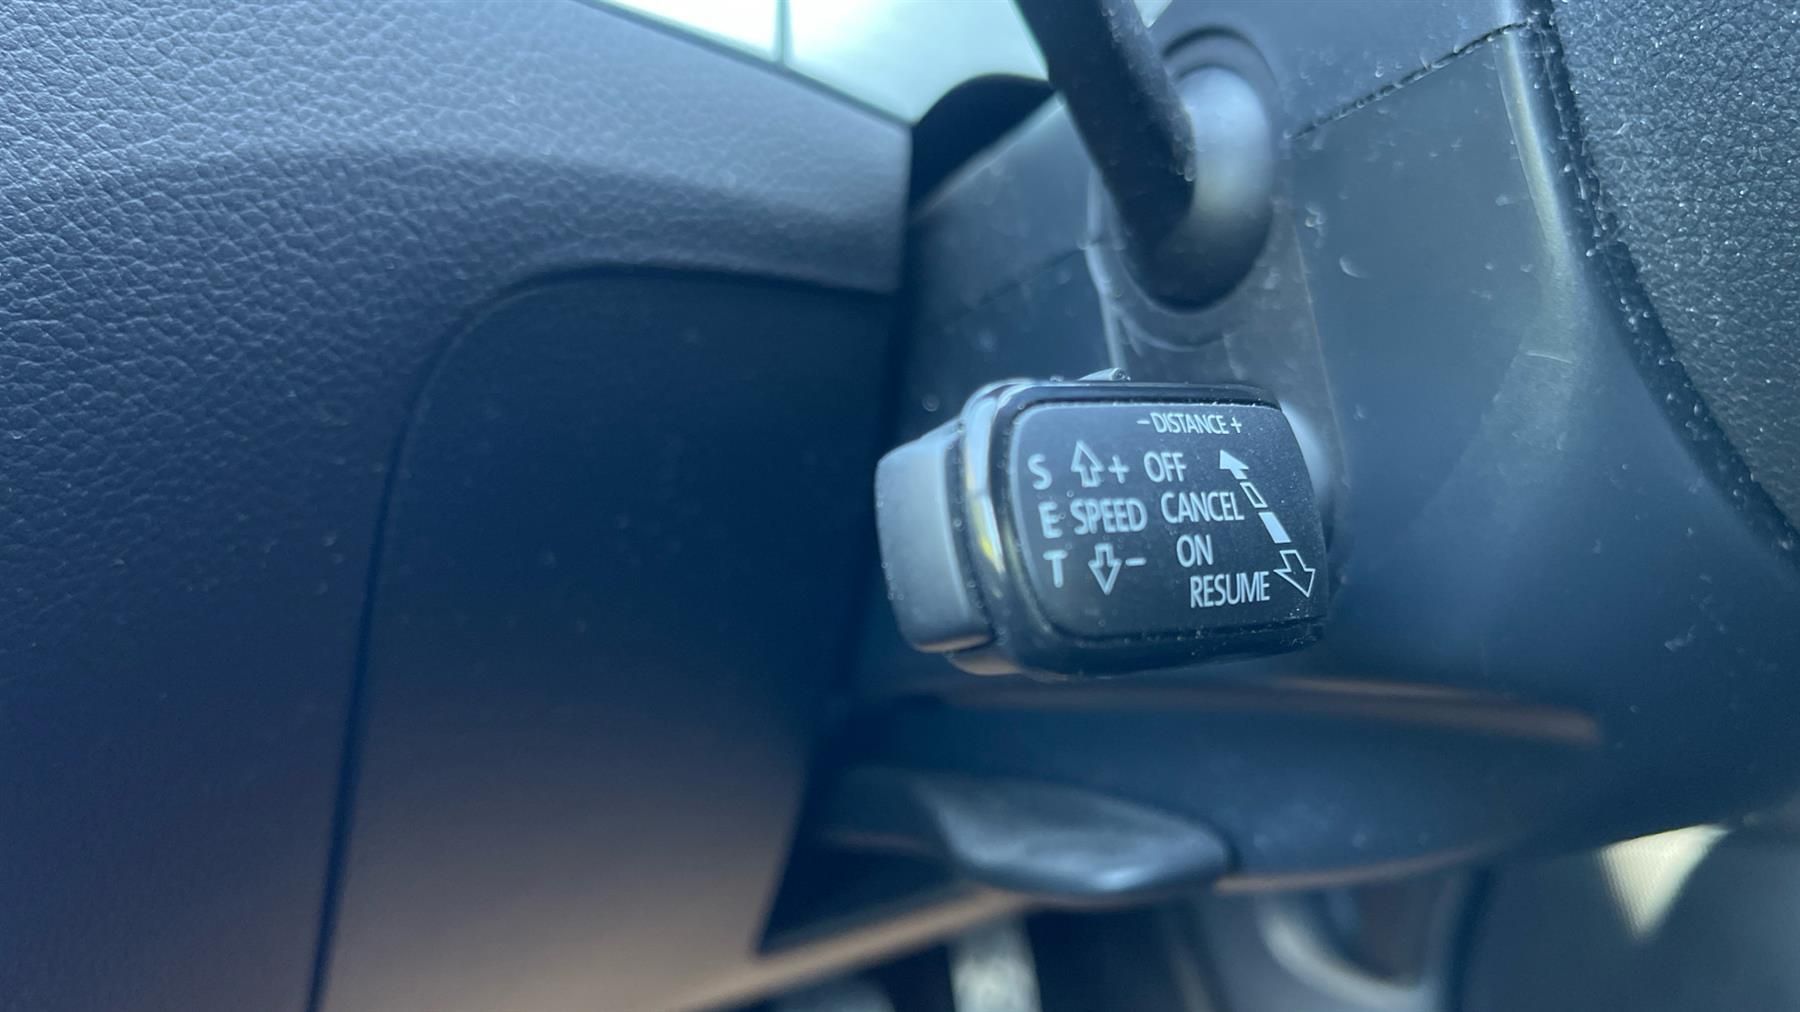 – DISTANCE +
S + OFF
E SPEED CANCEL
T – ON
RESUME